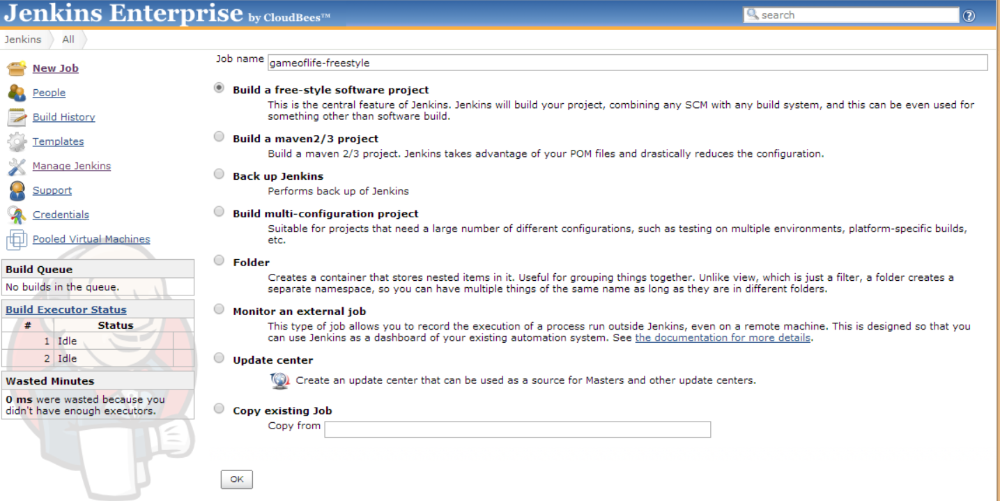 Jenkins Enterprise by CloudBees™
search
Jenkins All
New Job
People
Build History
Templates
Manage Jenkins
Support
Credentials
Pooled Virtual Machines
Build Queue
No builds in the queue.
Build Executor Status
# Status
1 Idle
2 Idle
Wasted Minutes
0 ms were wasted because you
didn't have enough executors.
Job name gameoflife-freestyle
Build a free-style software project
This is the central feature of Jenkins. Jenkins will build your project, combining any SCM with any build system, and this can be even used for
something other than software build.
Build a maven2/3 project
Build a maven 2/3 project. Jenkins takes advantage of your POM files and drastically reduces the configuration.
Back up Jenkins
Performs back up of Jenkins
Build multi-configuration project
Suitable for projects that need a large number of different configurations, such as testing on multiple environments, platform-specific builds,
etc.
Folder
Creates a container that stores nested items in it. Useful for grouping things together. Unlike view, which is just a filter, a folder creates a
separate namespace, so you can have multiple things of the same name as long as they are in different folders.
Monitor an external job
This type of job allows you to record the execution of a process run outside Jenkins, even on a remote machine. This is designed so that you
can use Jenkins as a dashboard of your existing automation system. See the documentation for more details.
Update center
Create an update center that can be used as a source for Masters and other update centers.
Copy existing Job
Copy from
OK